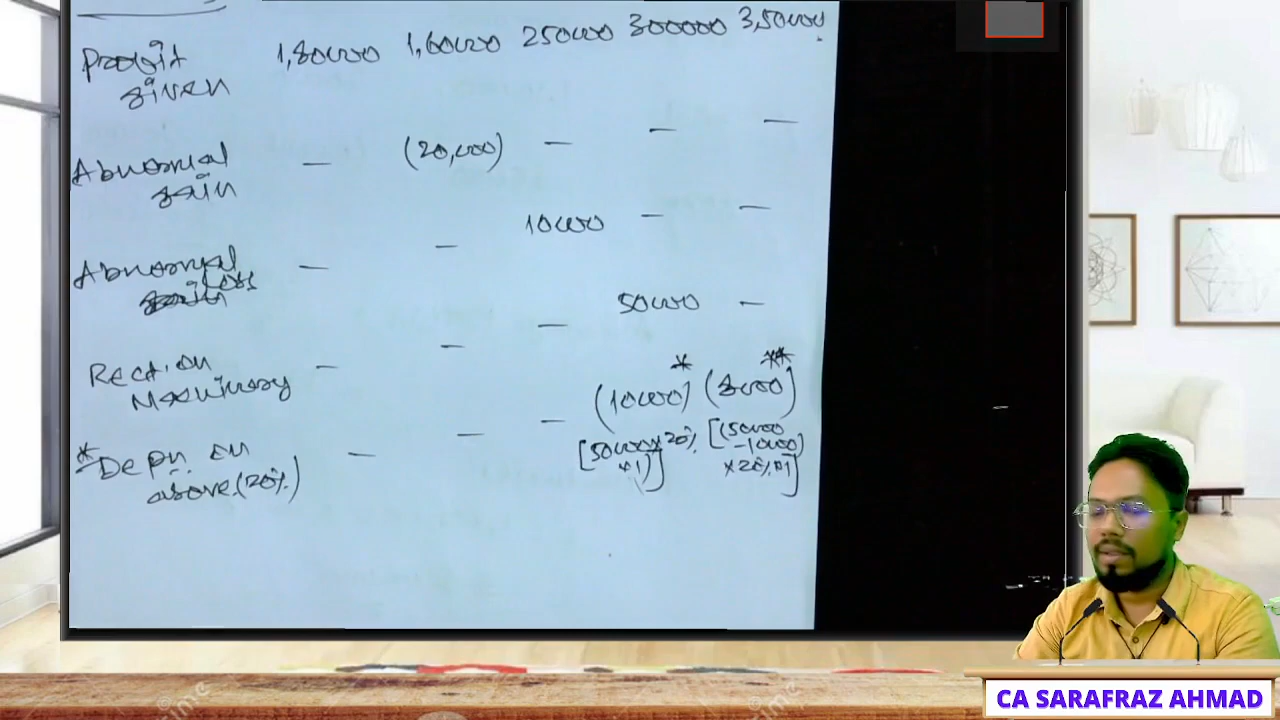 Profit 1,80000 1,60000 250000 300000 3,50000
given
Abnormal — (20,000) — — —
gain
Abnormal — — 10000 — —
Loss
Rect. on — — — 50000 —
Machinery
* **
*Depn. on — — — (10000) (8000)
above.(20%) [50000×20% [(50000
×1)] -10000)
×20%×1]
CA SARAFRAZ AHMAD